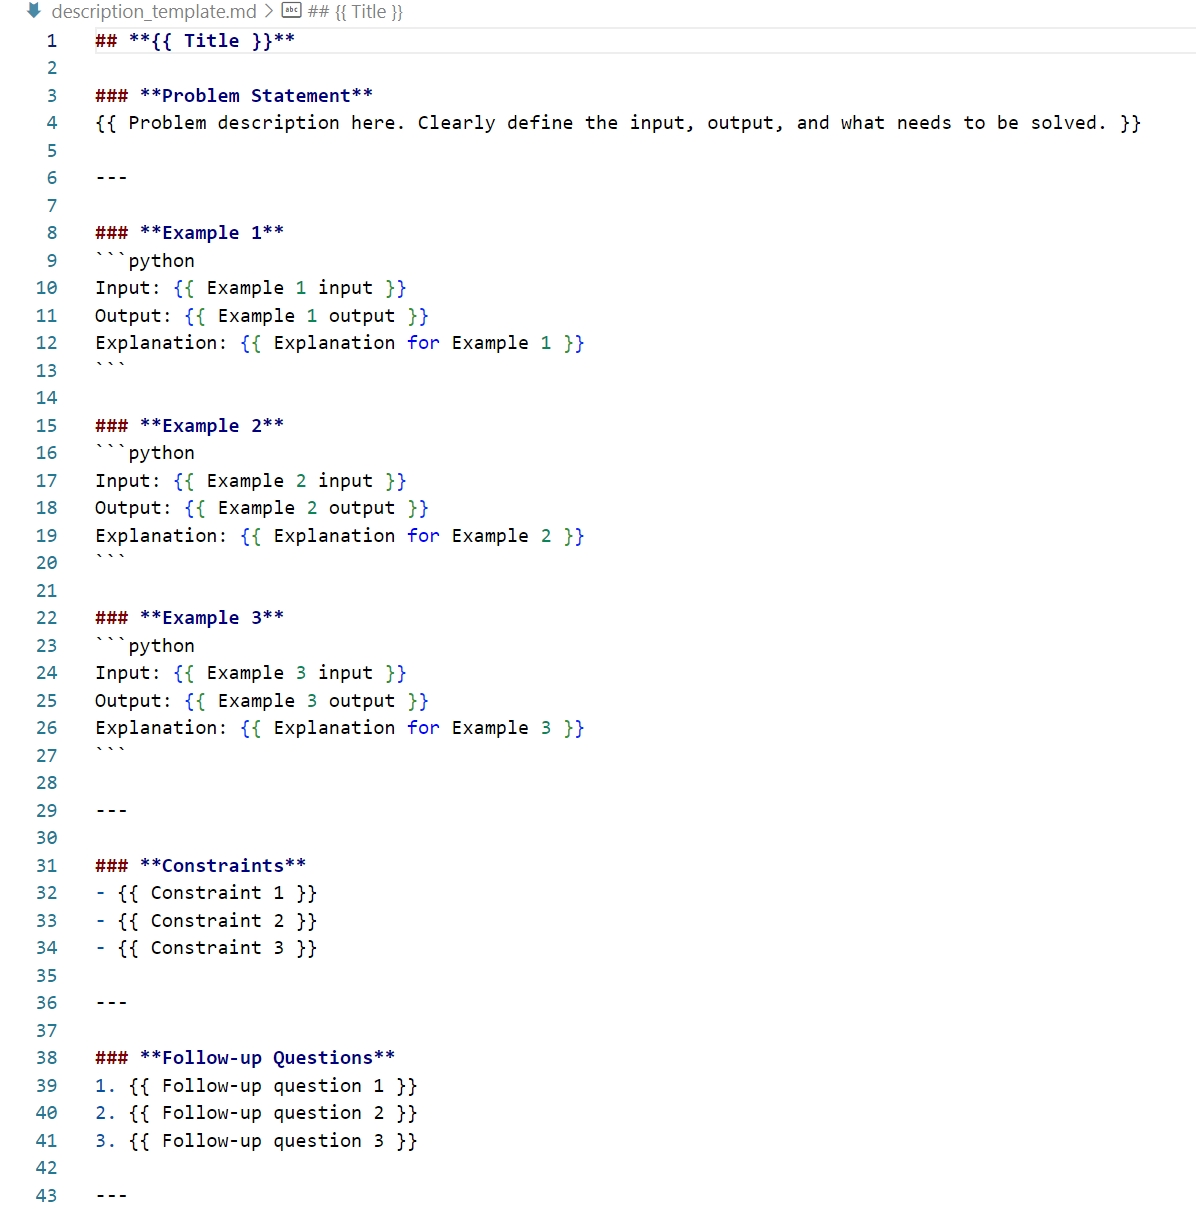 description_template.md > abc ## {{ Title }}
1 ## **{{ Title }}**
2
3 ### **Problem Statement**
4 {{ Problem description here. Clearly define the input, output, and what needs to be solved. }}
5
6 ---
7
8 ### **Example 1**
9 ```python
10 Input: {{ Example 1 input }}
11 Output: {{ Example 1 output }}
12 Explanation: {{ Explanation for Example 1 }}
13 ```
14
15 ### **Example 2**
16 ```python
17 Input: {{ Example 2 input }}
18 Output: {{ Example 2 output }}
19 Explanation: {{ Explanation for Example 2 }}
20 ```
21
22 ### **Example 3**
23 ```python
24 Input: {{ Example 3 input }}
25 Output: {{ Example 3 output }}
26 Explanation: {{ Explanation for Example 3 }}
27 ```
28
29 ---
30
31 ### **Constraints**
32 - {{ Constraint 1 }}
33 - {{ Constraint 2 }}
34 - {{ Constraint 3 }}
35
36 ---
37
38 ### **Follow-up Questions**
39 1. {{ Follow-up question 1 }}
40 2. {{ Follow-up question 2 }}
41 3. {{ Follow-up question 3 }}
42
43 ---